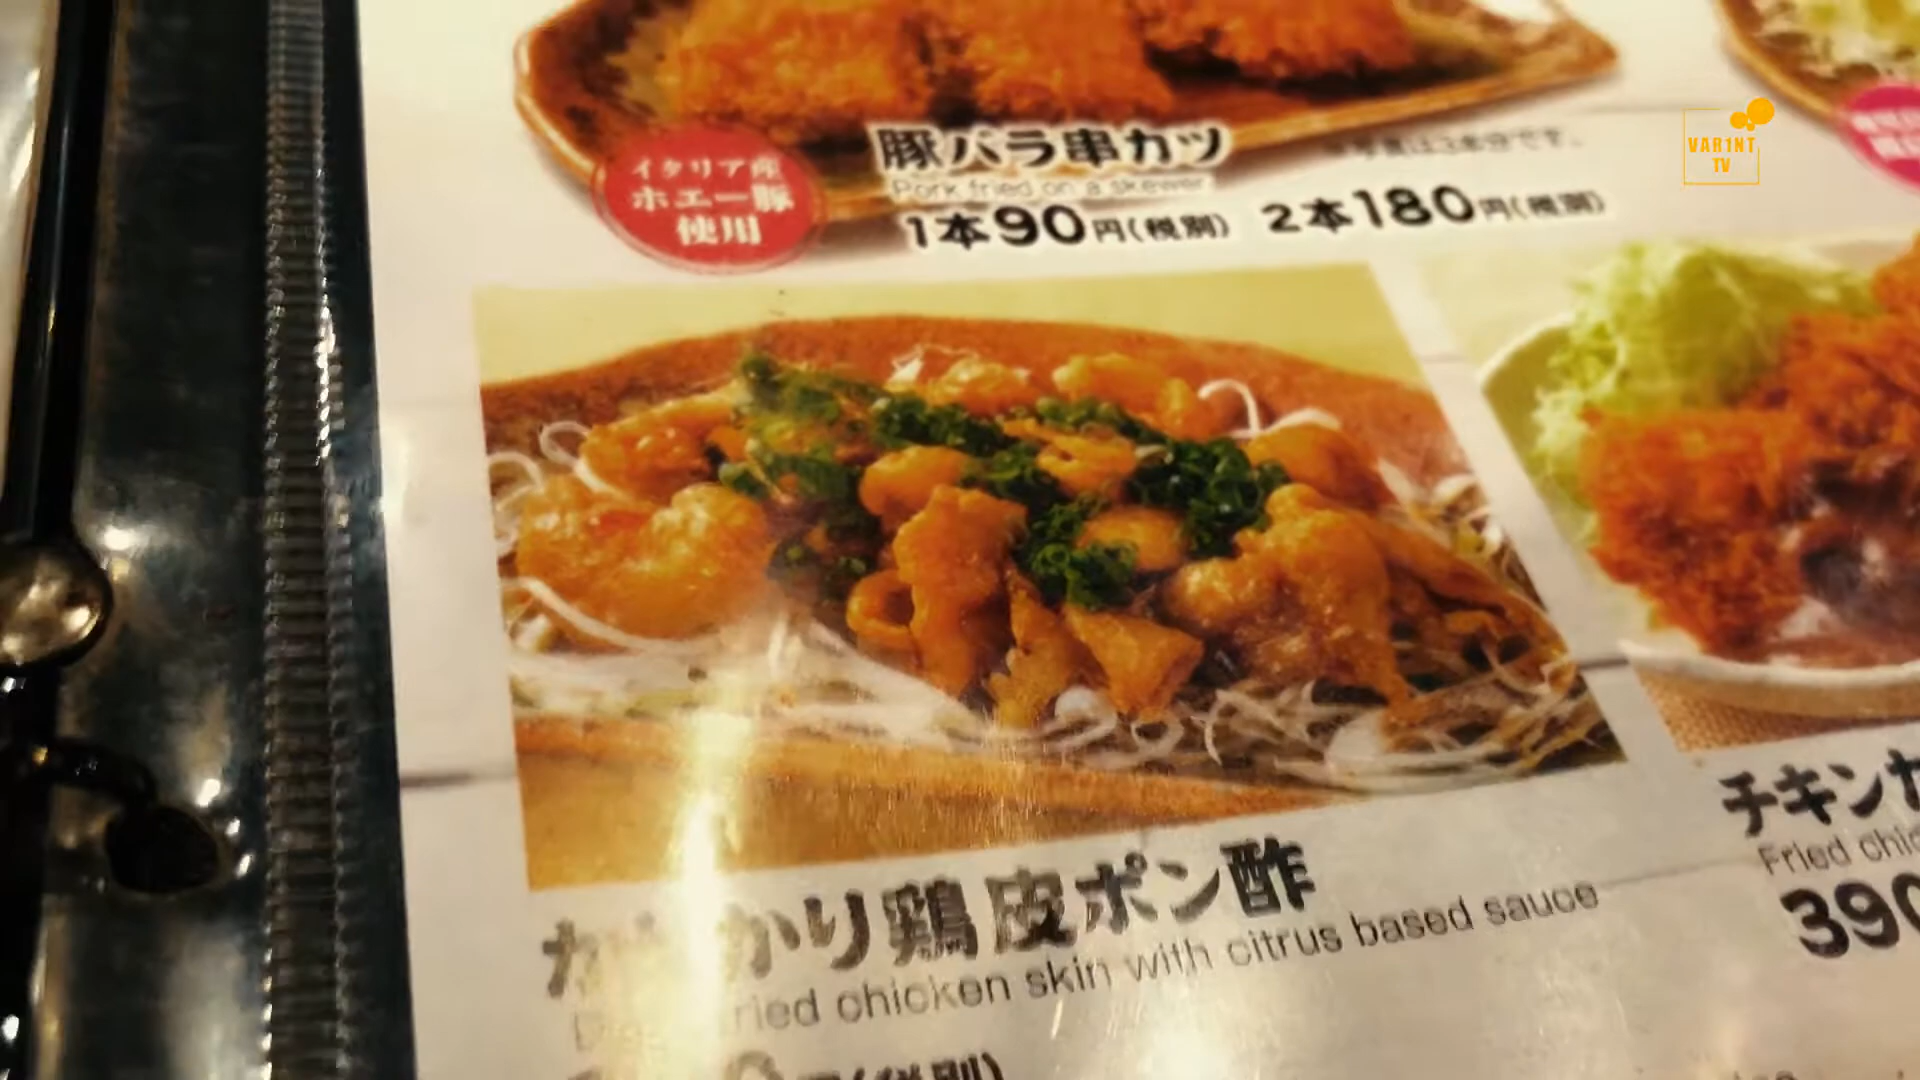 イタリア産
ホエー豚
使用
豚バラ串カツ
Pork fried on a skewer
1本90円(税別) 2本180円(税別)
VAR1NT
TV
かり鶏皮ポン酢
ried chicken skin with citrus based sauce
(税別)
チキン
Fried chic
390